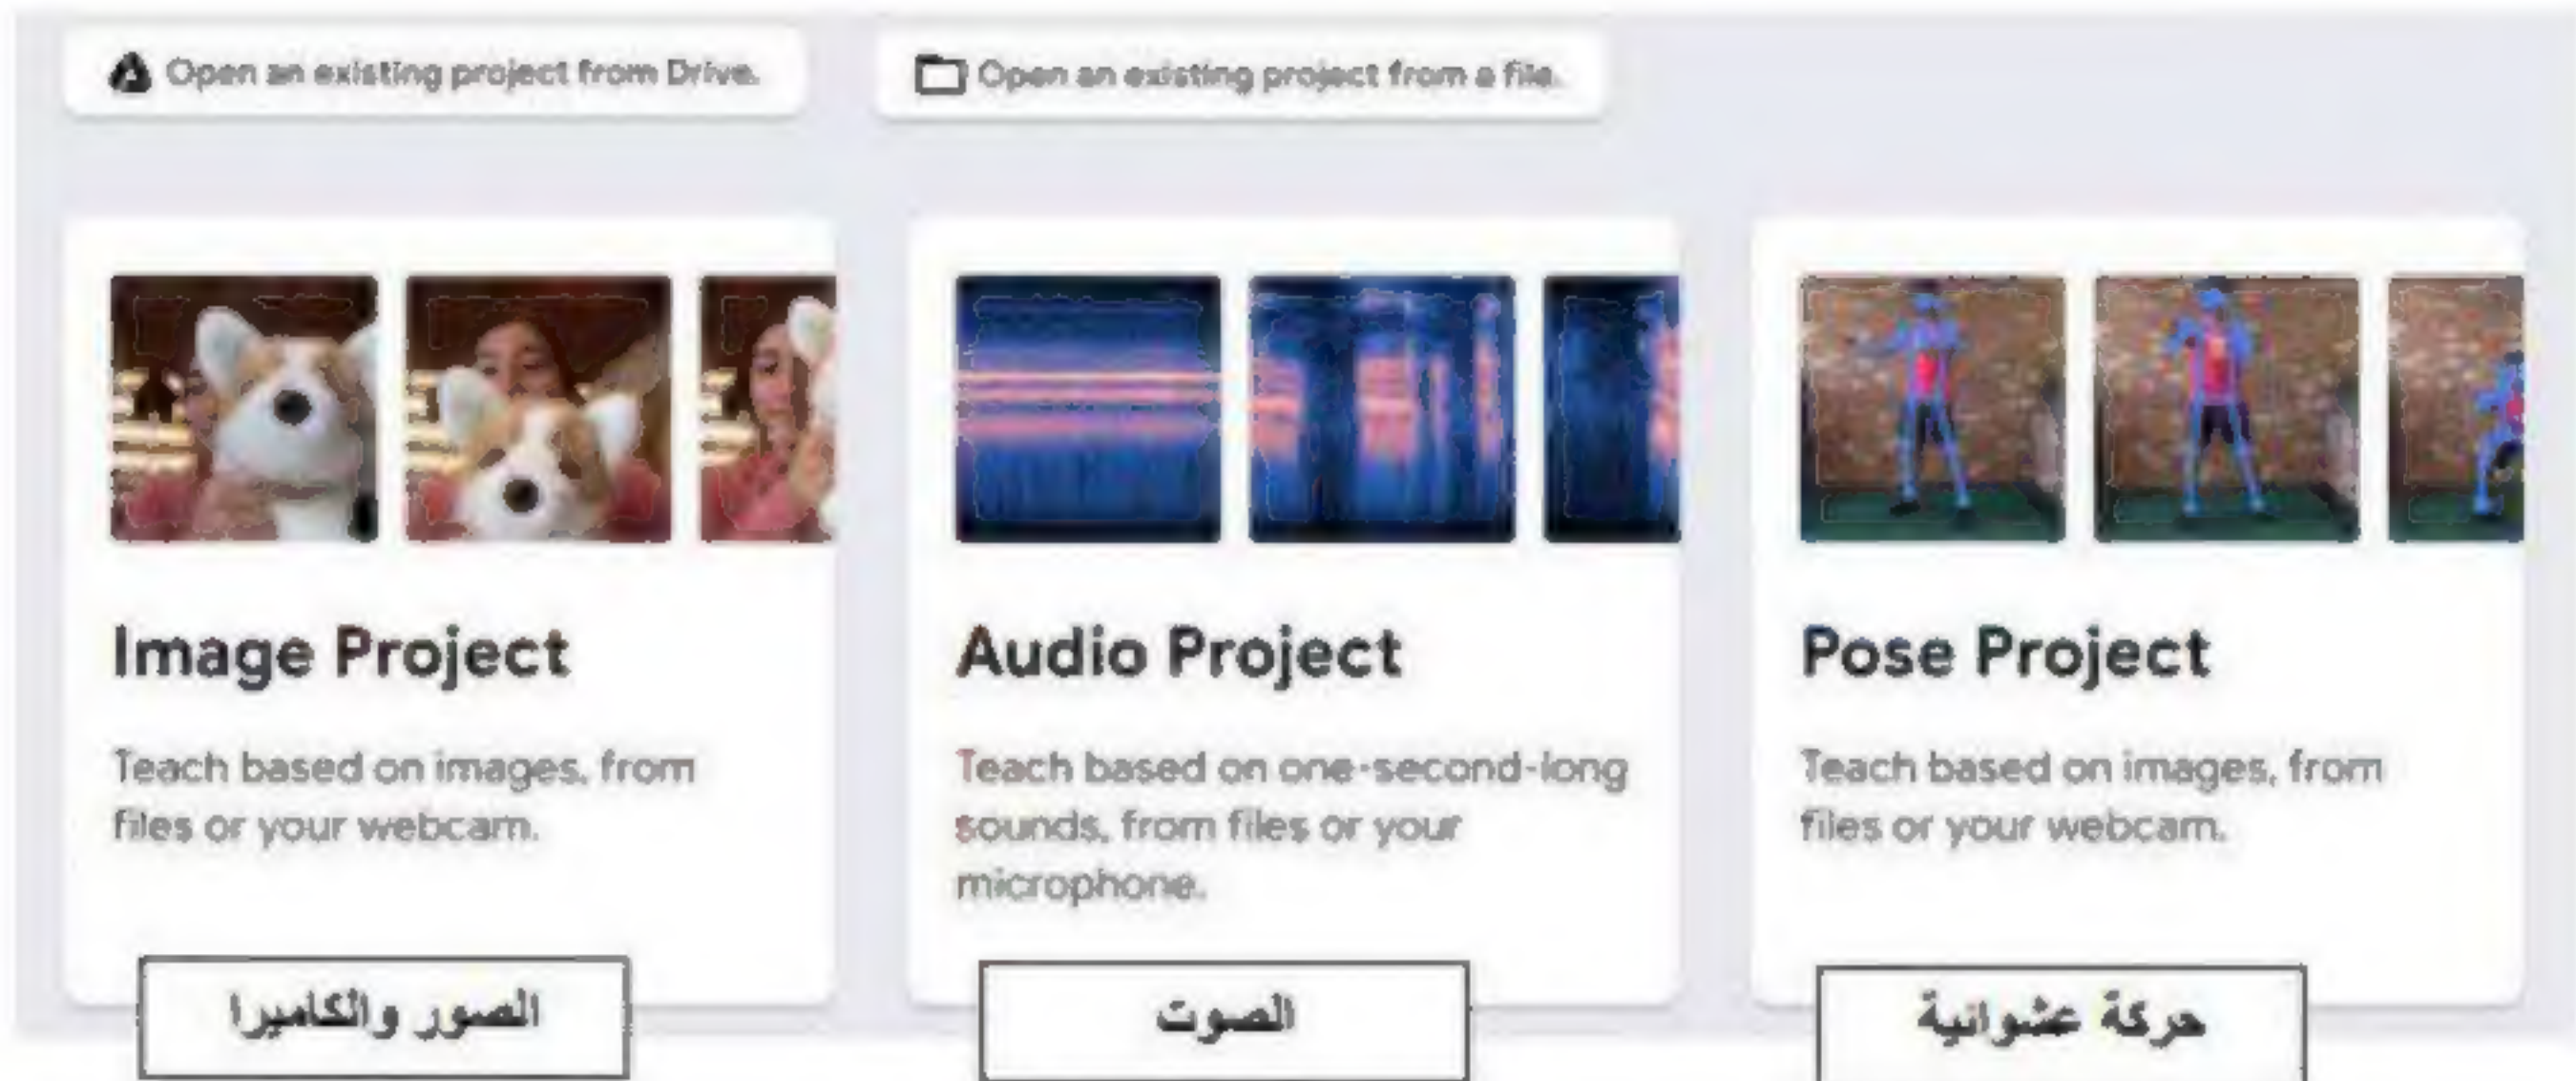 Open an existing project from Drive.
Open an existing project from a file.
Image Project
Teach based on images, from
files or your webcam.
الصور والكاميرا
Audio Project
Teach based on one-second-long
sounds, from files or your
microphone.
الصوت
Pose Project
Teach based on images, from
files or your webcam.
حركة عشوانية